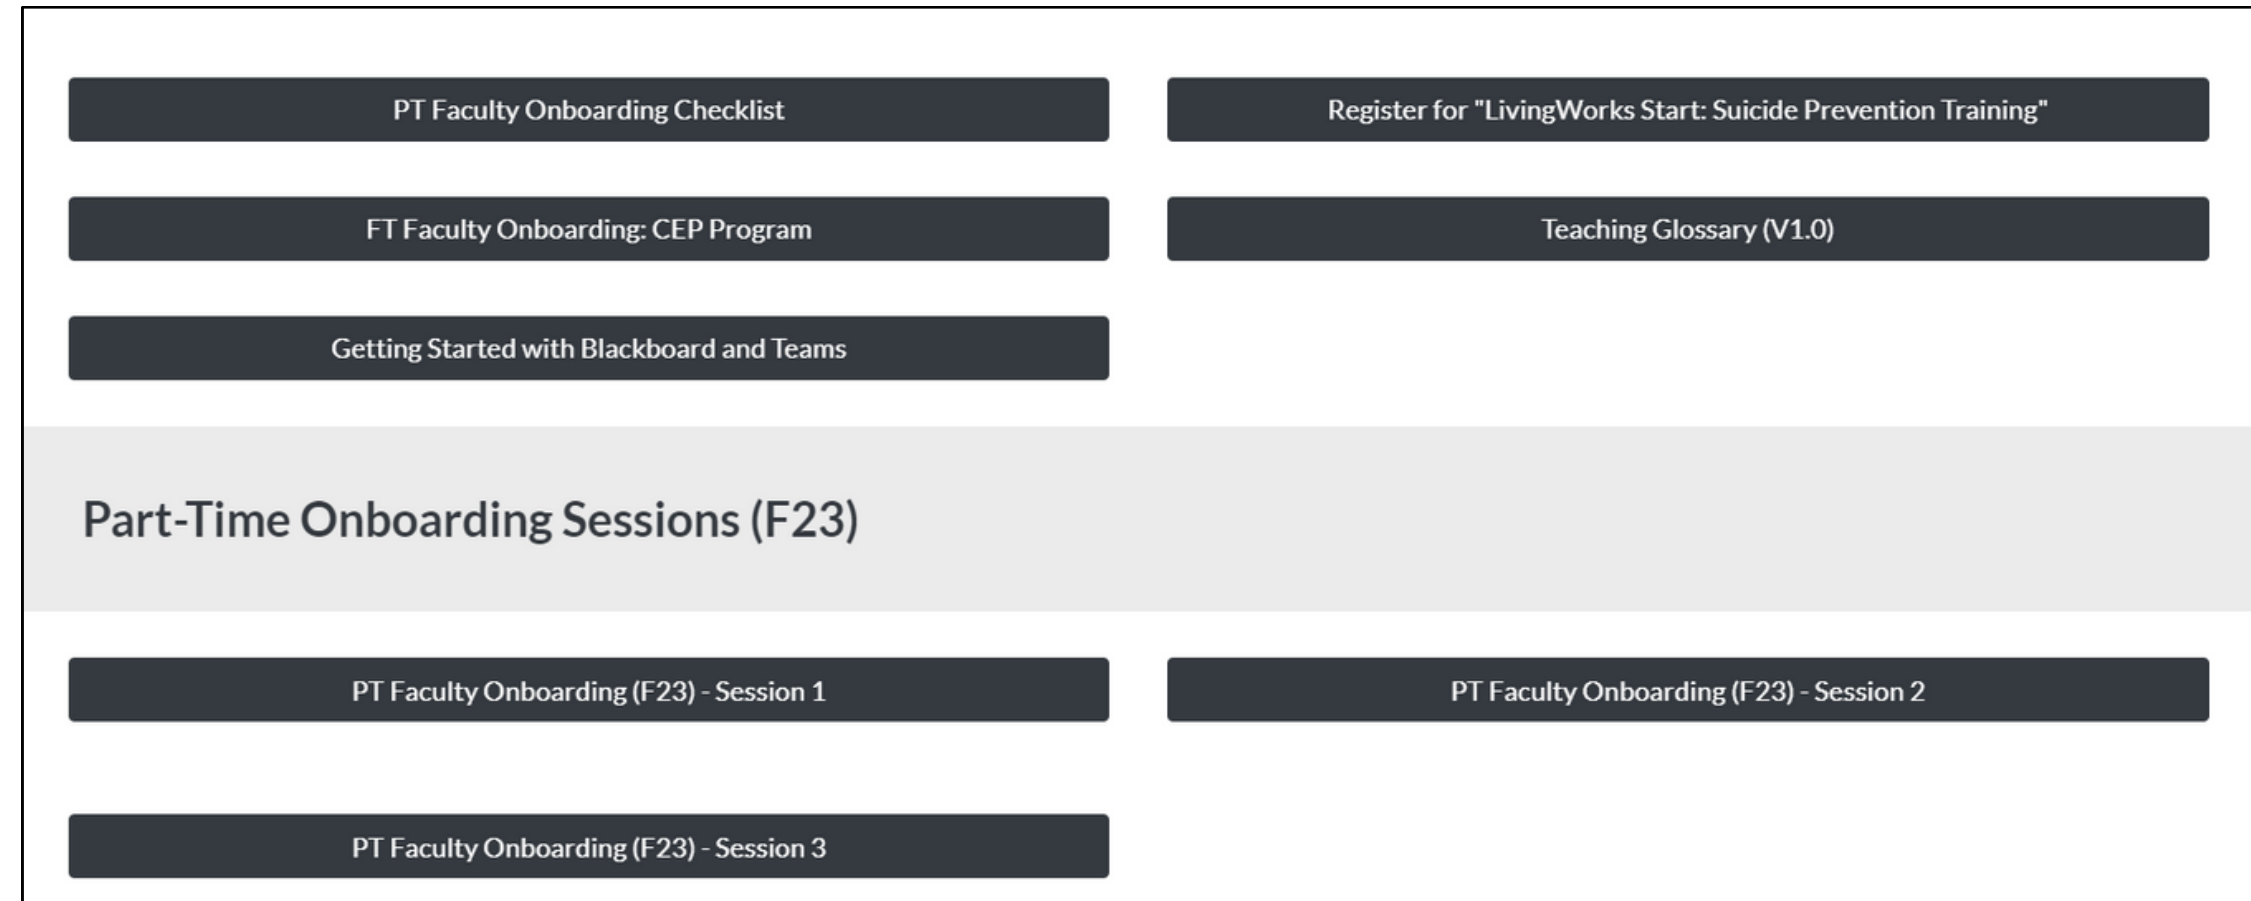 PT Faculty Onboarding Checklist
Register for "LivingWorks Start: Suicide Prevention Training"
FT Faculty Onboarding: CEP Program
Teaching Glossary (V1.0)
Getting Started with Blackboard and Teams
Part-Time Onboarding Sessions (F23)
PT Faculty Onboarding (F23) - Session 1
PT Faculty Onboarding (F23) - Session 2
PT Faculty Onboarding (F23) - Session 3